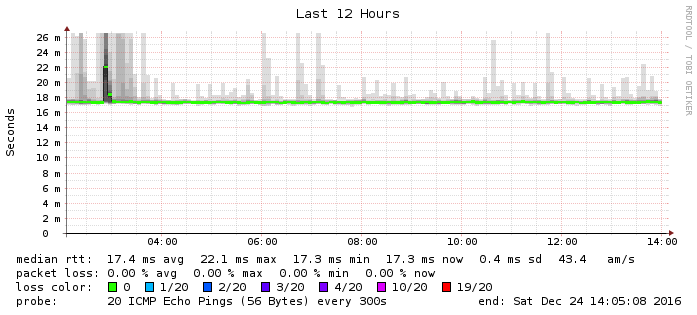 Last 12 Hours
RRDTOOL / TOBI OETIKER
Seconds
26 m
24 m
22 m
20 m
18 m
16 m
14 m
12 m
10 m
8 m
6 m
4 m
2 m
0
04:00 06:00 08:00 10:00 12:00 14:00
median rtt: 17.4 ms avg 22.1 ms max 17.3 ms min 17.3 ms now 0.4 ms sd 43.4 am/s
packet loss: 0.00 % avg 0.00 % max 0.00 % min 0.00 % now
loss color: 0 1/20 2/20 3/20 4/20 10/20 19/20
probe: 20 ICMP Echo Pings (56 Bytes) every 300s end: Sat Dec 24 14:05:08 2016